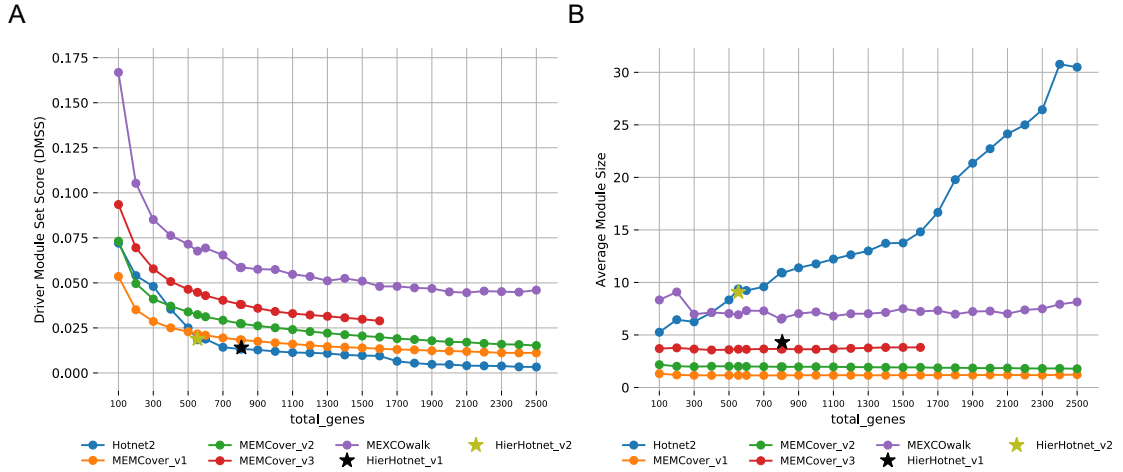 A
B
Driver Module Set Score (DMSS)
0.175
0.150
0.125
0.100
0.075
0.050
0.025
0.000
100 300 500 700 900 1100 1300 1500 1700 1900 2100 2300 2500
total_genes
Average Module Size
30
25
20
15
10
5
0
100 300 500 700 900 1100 1300 1500 1700 1900 2100 2300 2500
total_genes
Hotnet2 MEMCover_v2 MEXCOwalk HierHotnet_v2
MEMCover_v1 MEMCover_v3 HierHotnet_v1
Hotnet2 MEMCover_v2 MEXCOwalk HierHotnet_v2
MEMCover_v1 MEMCover_v3 HierHotnet_v1